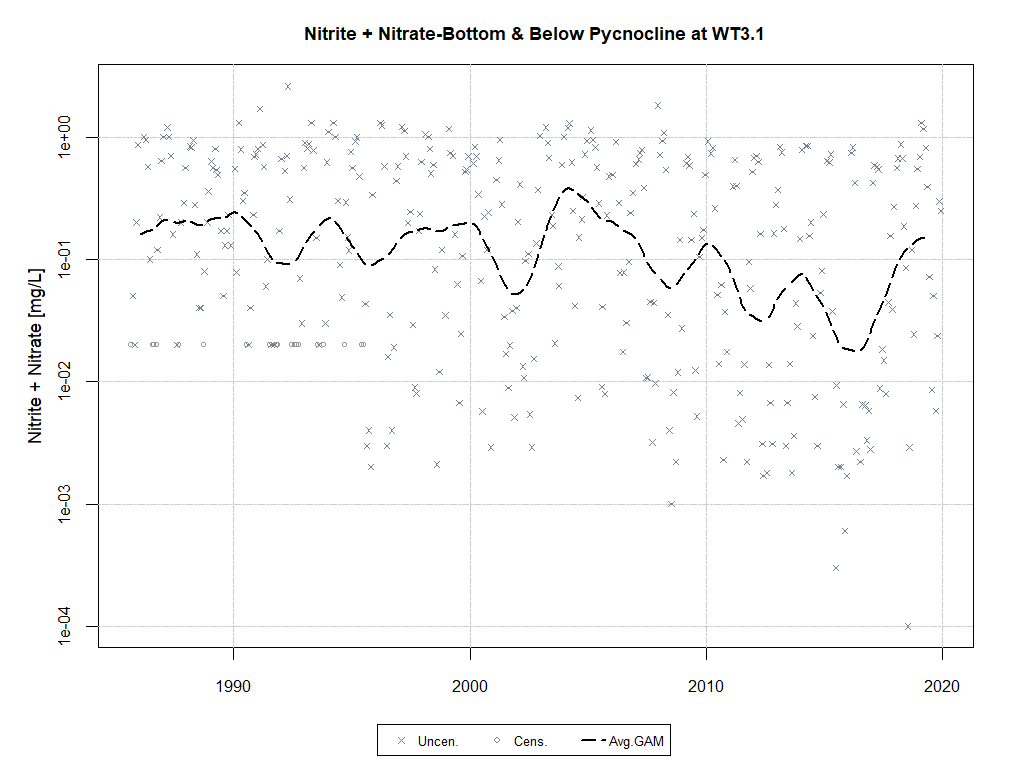 Nitrite + Nitrate-Bottom & Below Pycnocline at WT3.1
Nitrite + Nitrate [mg/L]
1e+00
1e-01
1e-02
1e-03
1e-04
1990 2000 2010 2020
Uncen. Cens. Avg.GAM